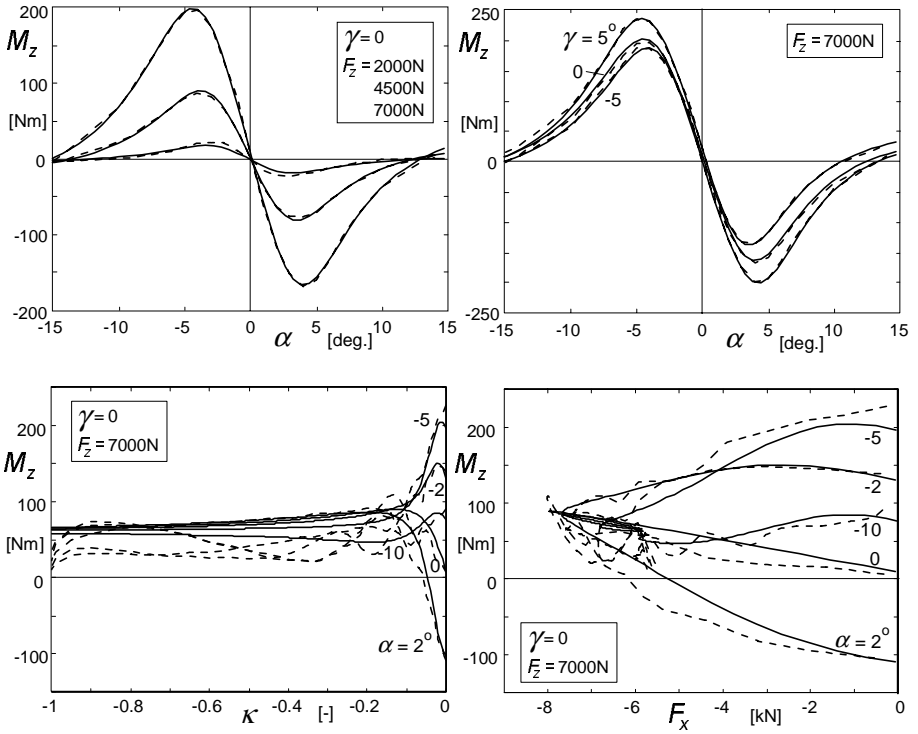 200
M_z
100
[Nm]
0
-100
-200
-15
-10
-5
0
5
10
15
α
[deg.]
γ = 0
F_z = 2000N
4500N
7000N
250
M_z
[Nm]
0
-250
-15
-10
-5
0
5
10
15
α
[deg.]
γ = 5°
0
-5
F_z = 7000N
γ = 0
F_z = 7000N
200
M_z
100
[Nm]
0
-100
-1
-0.8
-0.6
-0.4
-0.2
0
κ
[-]
-5
-2
-10
0
α = 2°
200
M_z
100
[Nm]
0
-100
-8
-6
-4
-2
0
F_x
[kN]
-5
-2
-10
0
α = 2°
γ = 0
F_z = 7000N